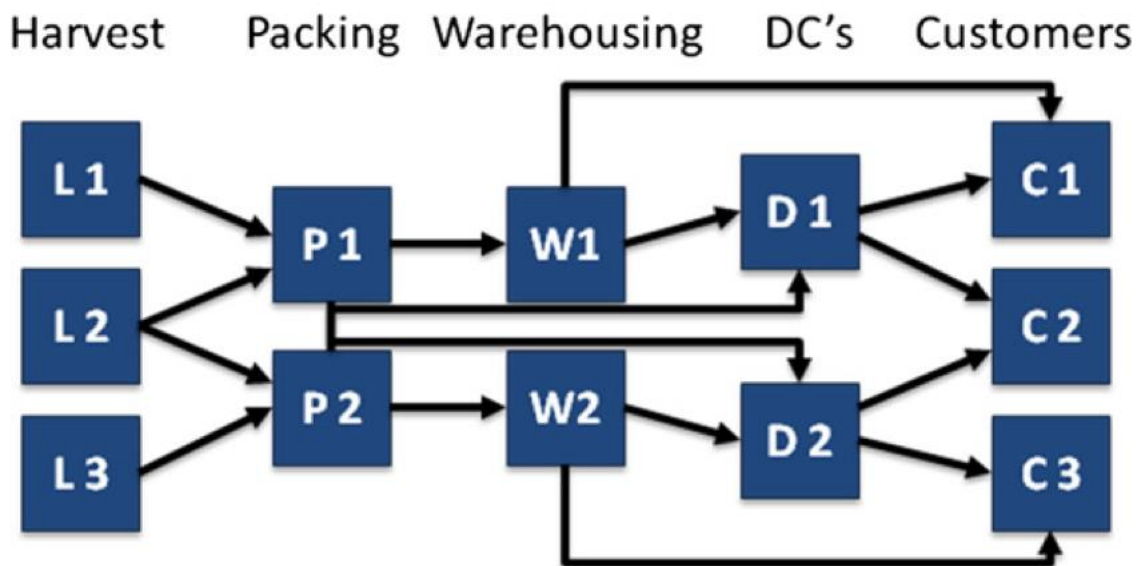 Harvest Packing Warehousing DC's Customers
L 1
L 2
L 3
P 1
P 2
W1
W2
D 1
D 2
C 1
C 2
C 3